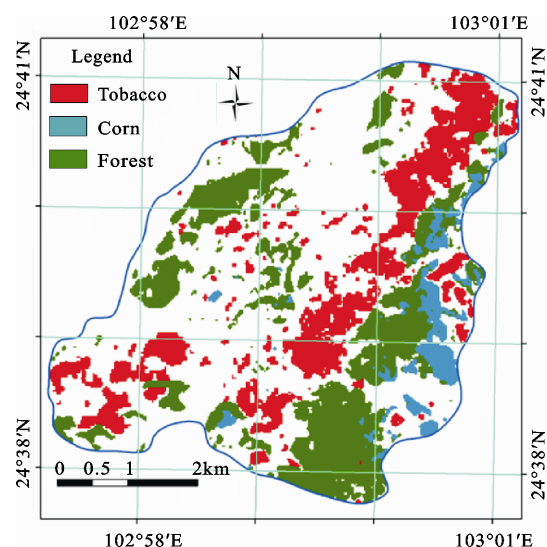 102°58′E 103°01′E
24°41′N
24°41′N
Legend
Tobacco
Corn
Forest
N
24°38′N
24°38′N
0 0.5 1 2km
102°58′E 103°01′E